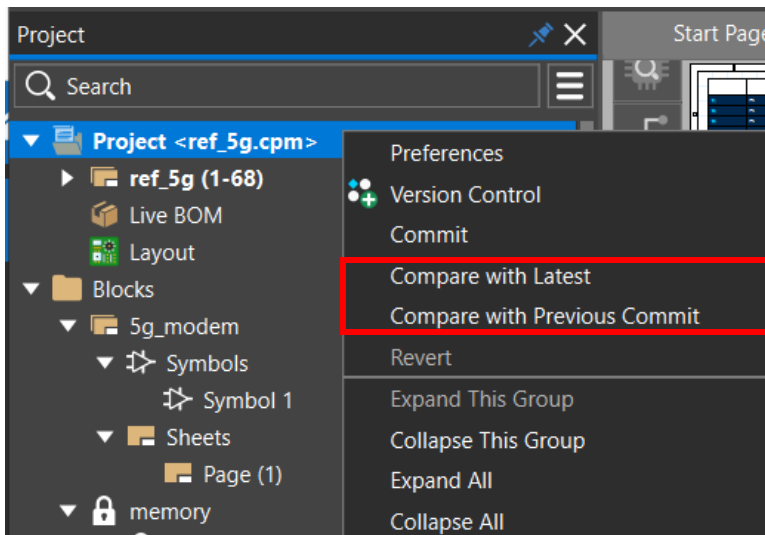 Project
Start Page
Search
Project <ref_5g.cpm>
ref_5g (1-68)
Live BOM
Layout
Blocks
5g_modem
Symbols
Symbol 1
Sheets
Page (1)
memory
Preferences
Version Control
Commit
Compare with Latest
Compare with Previous Commit
Revert
Expand This Group
Collapse This Group
Expand All
Collapse All